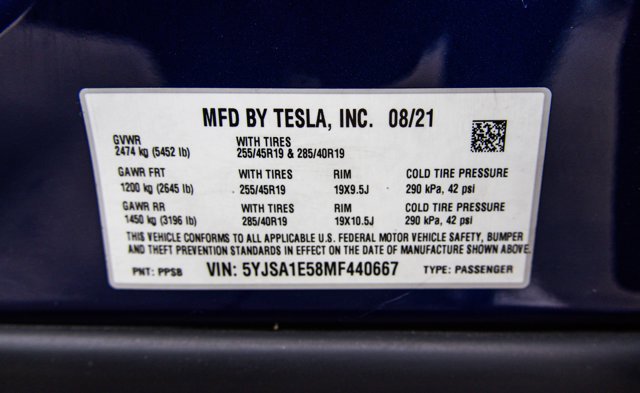 MFD BY TESLA, INC. 08/21
GVWR WITH TIRES
2474 kg (5452 lb) 255/45R19 & 285/40R19
GAWR FRT WITH TIRES RIM COLD TIRE PRESSURE
1200 kg (2645 lb) 255/45R19 19X9.5J 290 kPa, 42 psi
GAWR RR WITH TIRES RIM COLD TIRE PRESSURE
1450 kg (3196 lb) 285/40R19 19X10.5J 290 kPa, 42 psi
THIS VEHICLE CONFORMS TO ALL APPLICABLE U.S. FEDERAL MOTOR VEHICLE SAFETY, BUMPER
AND THEFT PREVENTION STANDARDS IN EFFECT ON THE DATE OF MANUFACTURE SHOWN ABOVE.
PNT: PPSB VIN: 5YJSA1E58MF440667 TYPE: PASSENGER